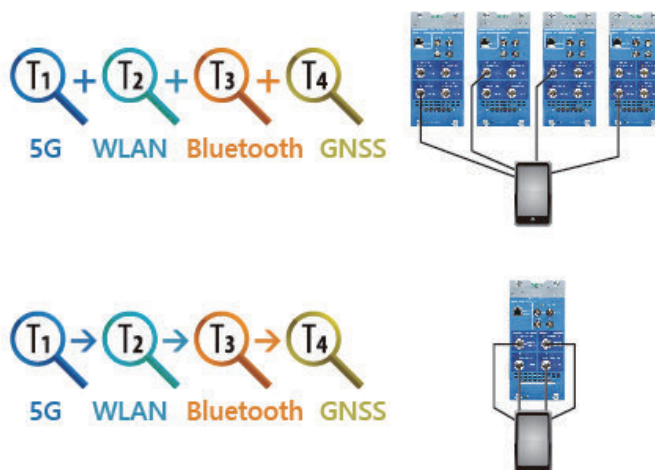 T1 + T2 + T3 + T4
5G WLAN Bluetooth GNSS
T1 → T2 → T3 → T4
5G WLAN Bluetooth GNSS